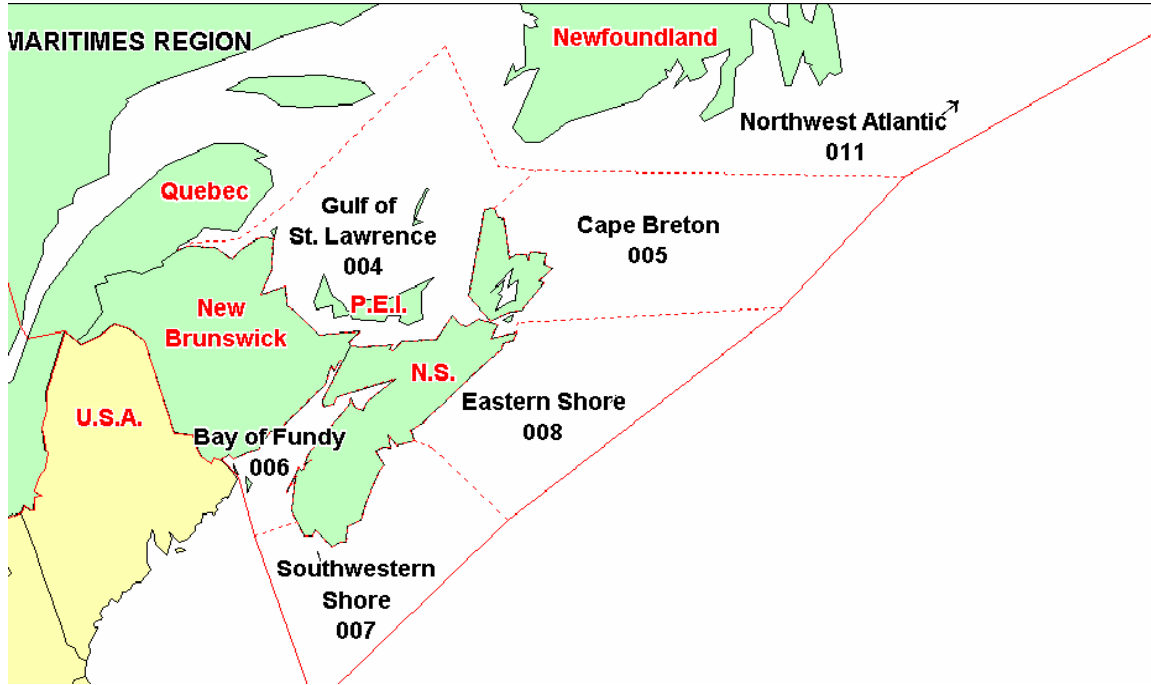 MARITIMES REGION
Newfoundland
Northwest Atlantic
011
Quebec
Gulf of
St. Lawrence
004
Cape Breton
005
P.E.I.
New
Brunswick
N.S.
U.S.A.
Eastern Shore
008
Bay of Fundy
006
Southwestern
Shore
007